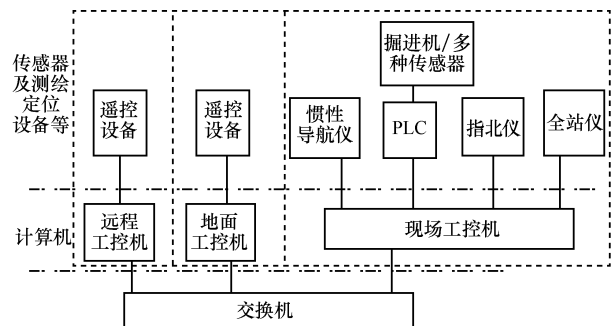 传感器
及测绘
定位
设备等
掘进机/多
种传感器
遥控
设备
遥控
设备
惯性
导航仪
PLC
指北仪
全站仪
计算机
远程
工控机
地面
工控机
现场工控机
交换机